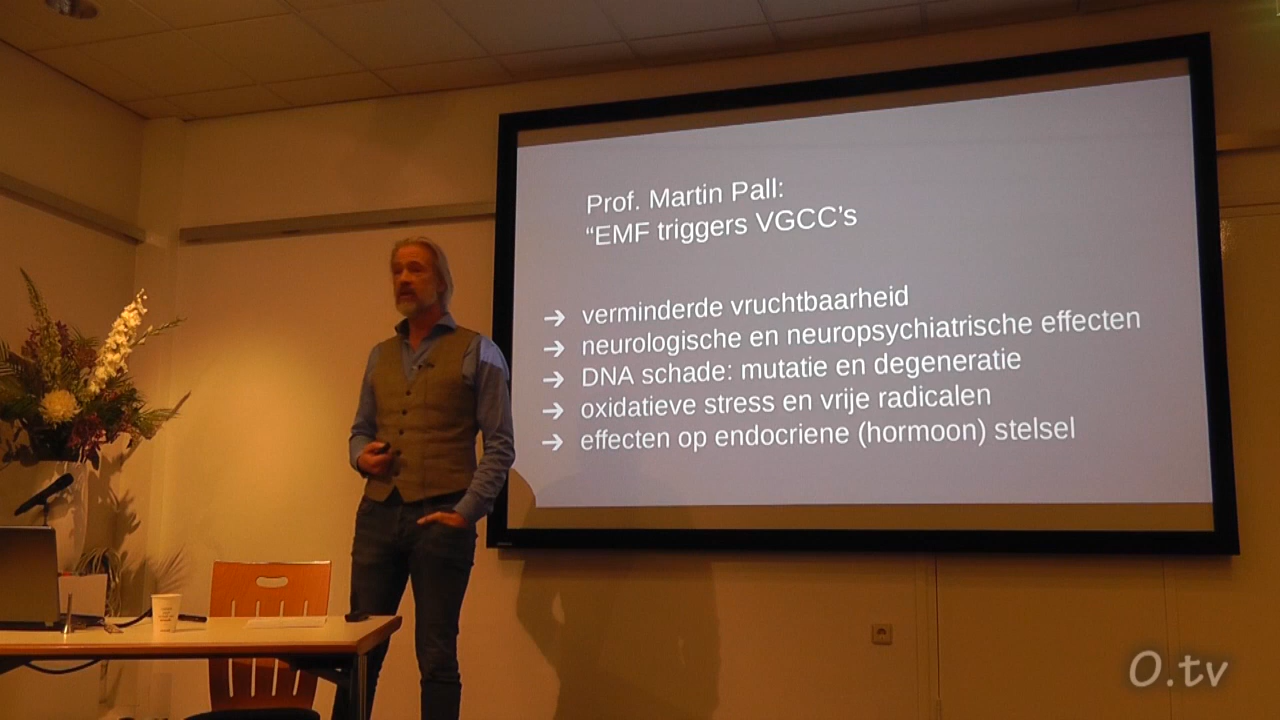 Prof. Martin Pall:
“EMF triggers VGCC’s
➔ verminderde vruchtbaarheid
➔ neurologische en neuropsychiatrische effecten
➔ DNA schade: mutatie en degeneratie
➔ oxidatieve stress en vrije radicalen
➔ effecten op endocriene (hormoon) stelsel
O.tv